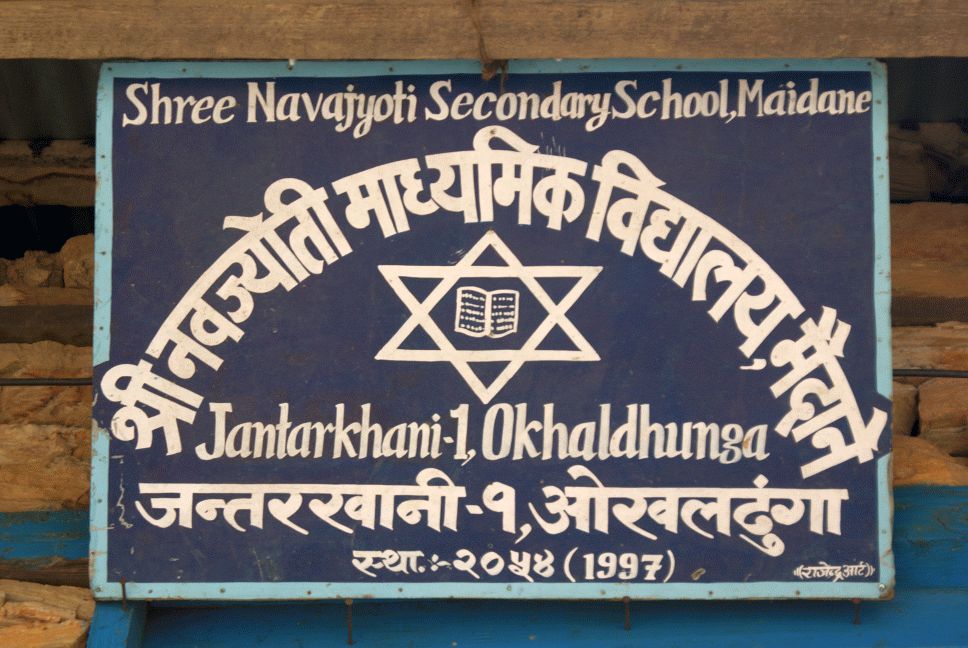 Shree Navajyoti Secondary School, Maidane
श्री नवज्योती माध्यमिक विद्यालय, मैदाने
Jantarkhani-1, Okhaldhunga
जन्तरखानी-१, ओखलढुंगा
स्था.:-२०५४ (1997)
॥राजेन्द्र आर्ट॥